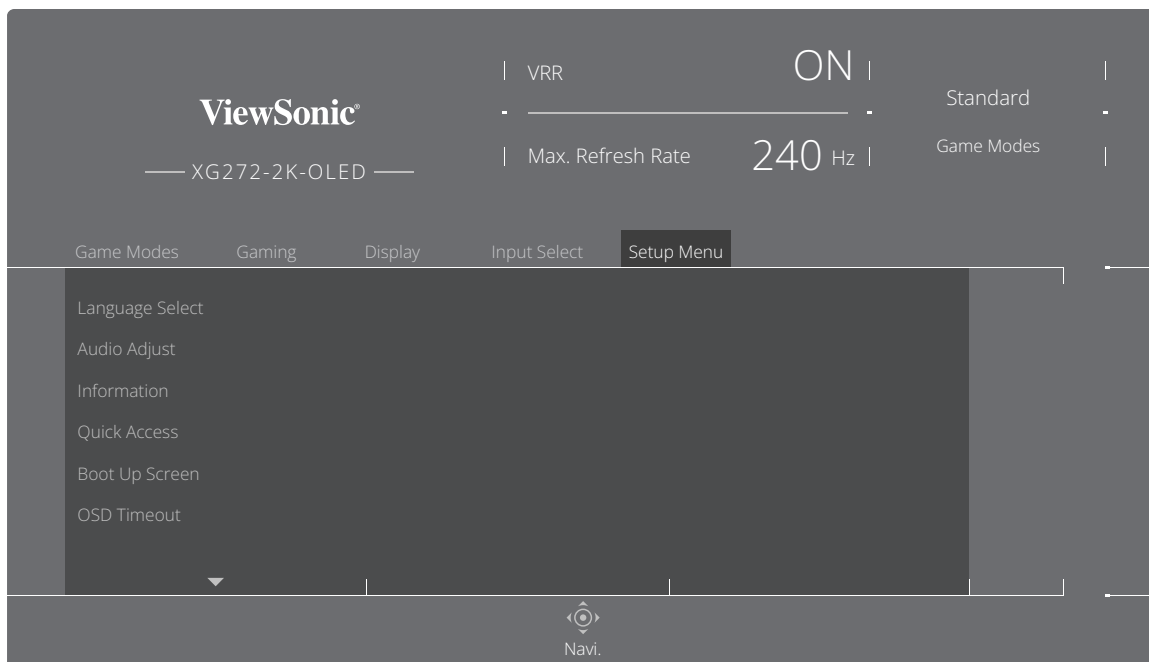 ViewSonic®
XG272-2K-OLED
VRR ON
Max. Refresh Rate 240 Hz
Standard
Game Modes
Game Modes Gaming Display Input Select Setup Menu
Language Select
Audio Adjust
Information
Quick Access
Boot Up Screen
OSD Timeout
Navi.